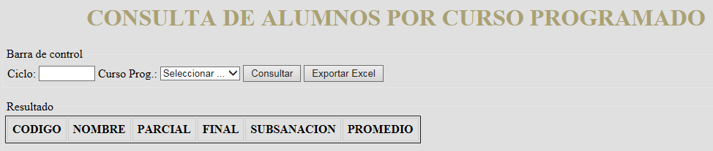 CONSULTA DE ALUMNOS POR CURSO PROGRAMADO
Barra de control
Ciclo: Curso Prog.: Seleccionar ... Consultar Exportar Excel
Resultado
CODIGO NOMBRE PARCIAL FINAL SUBSANACION PROMEDIO